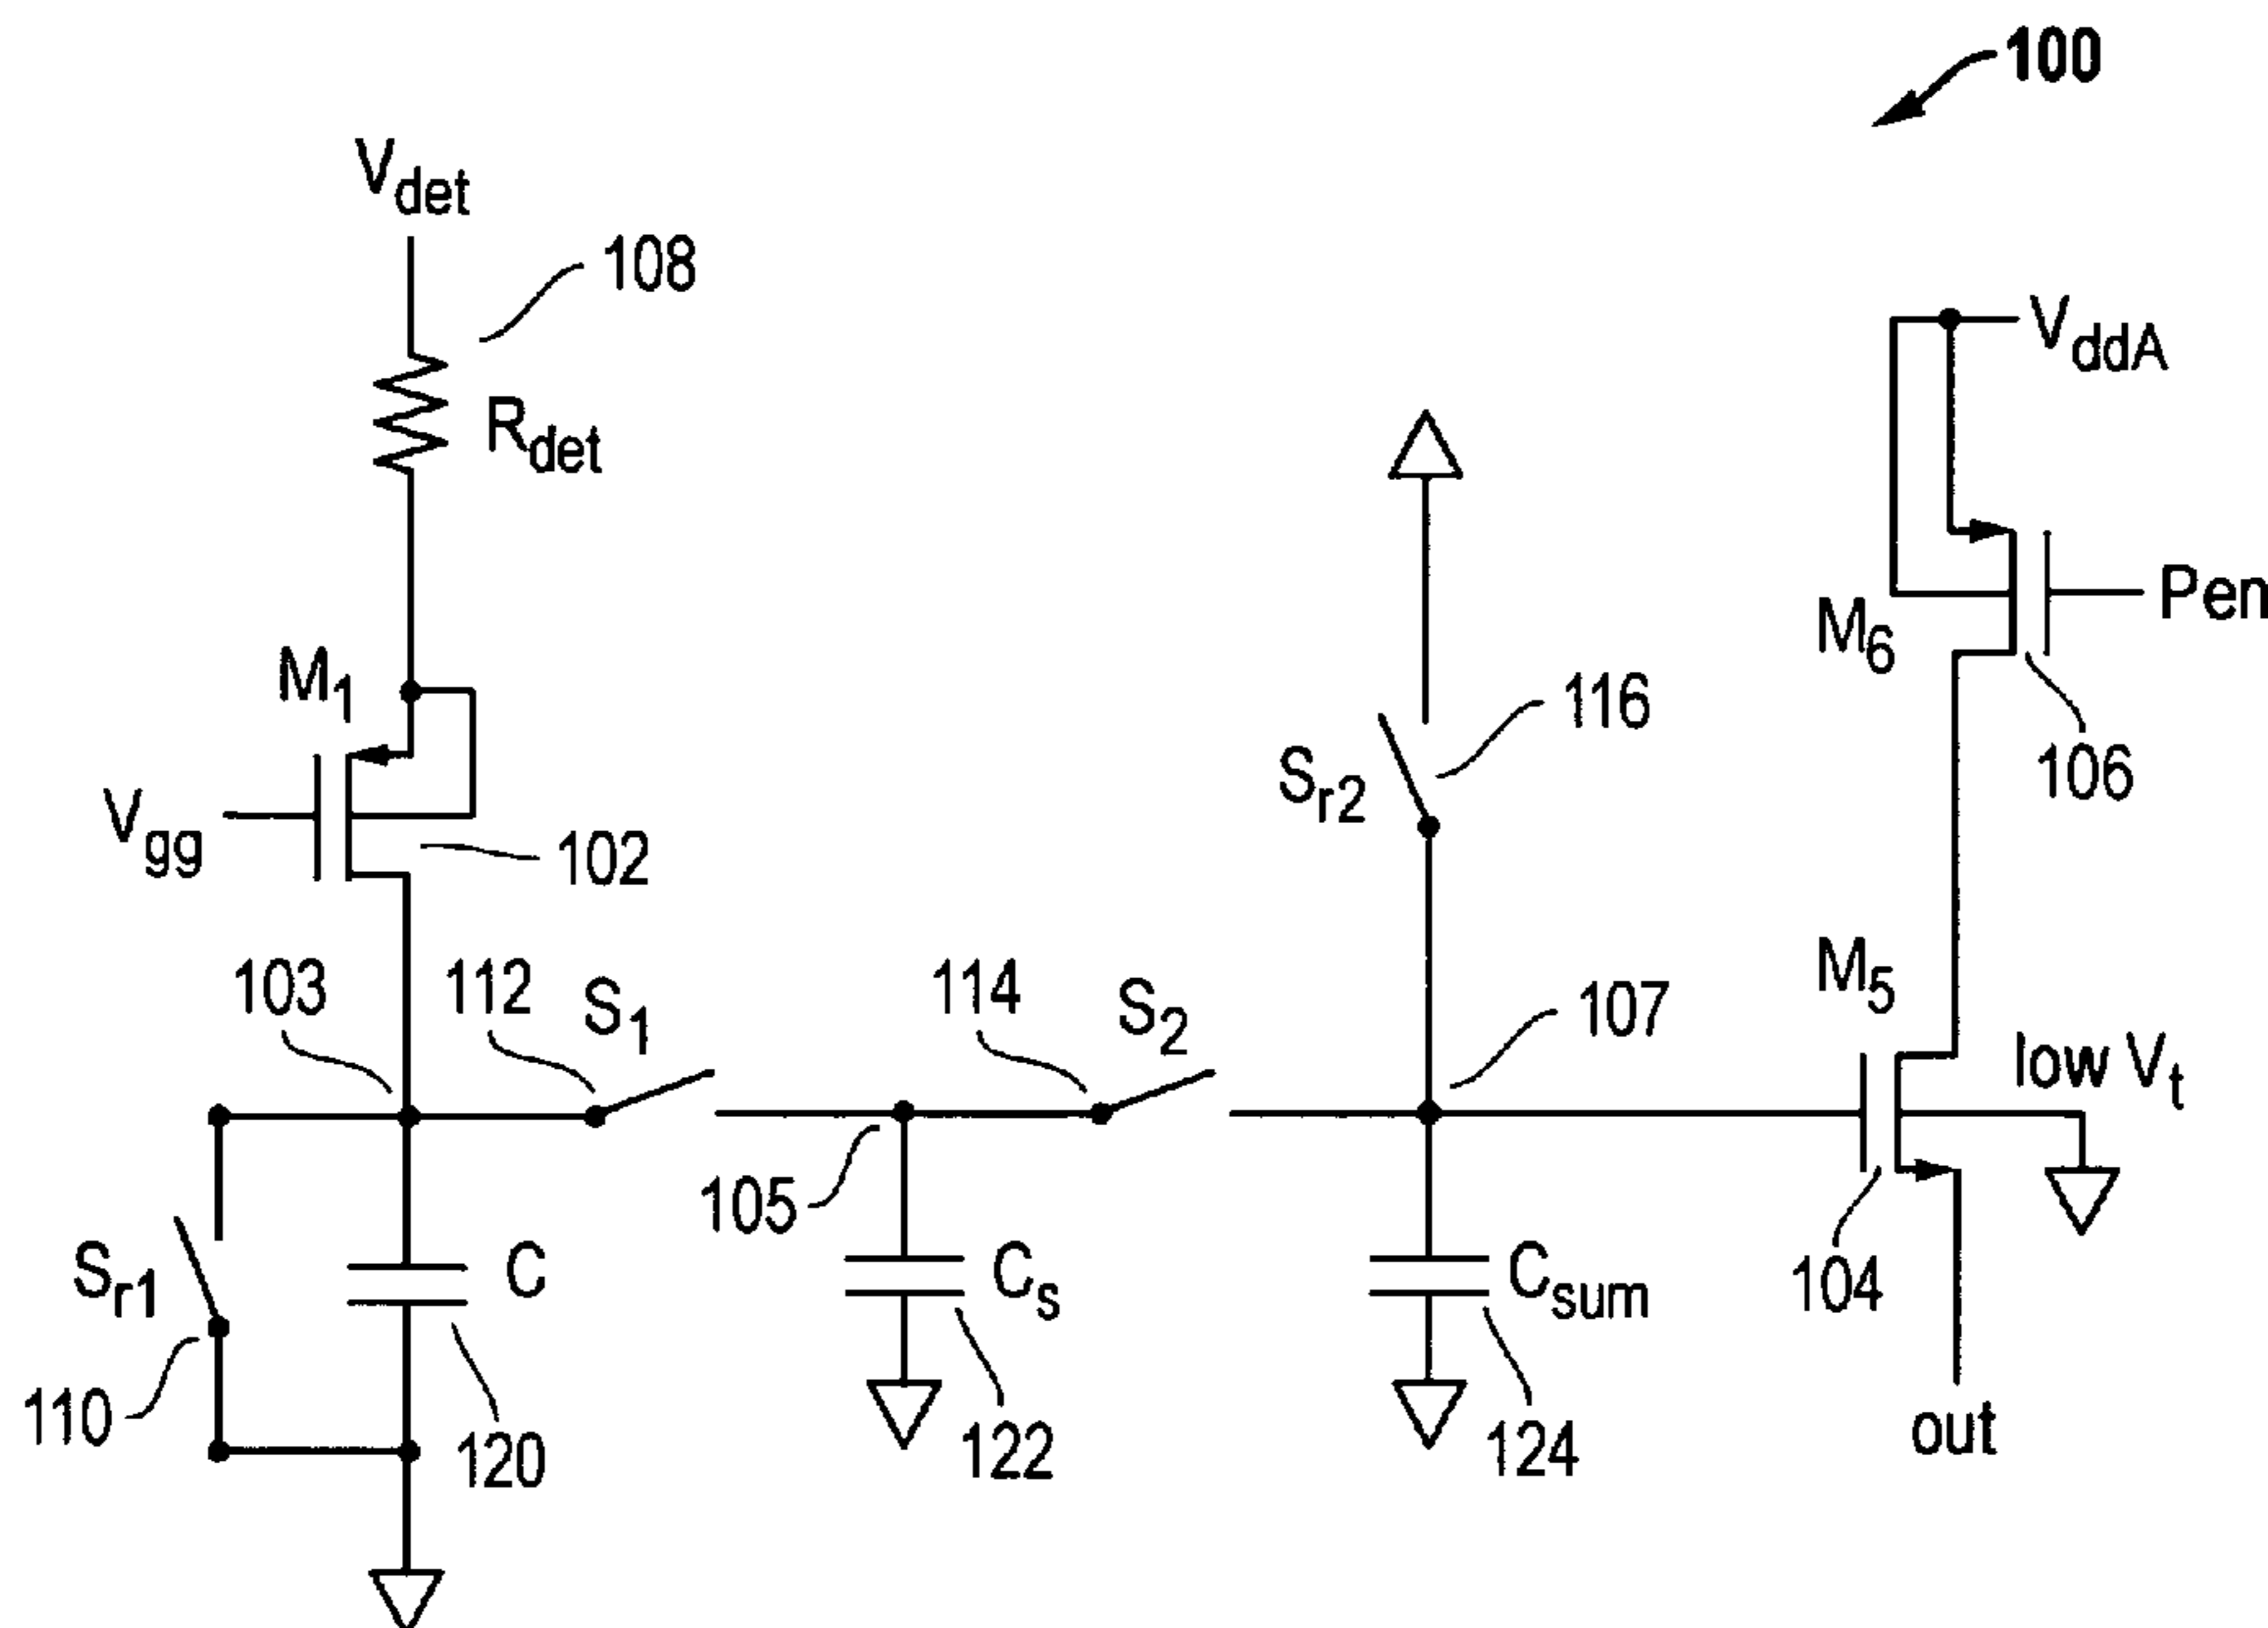 100
Vdet
108
Rdet
VddA
M1
M6
Pen
116
Sr2
106
Vgg
102
103
112
S1
114
S2
107
M5
low Vt
105
Sr1
C
Cs
Csum
104
110
120
122
124
out